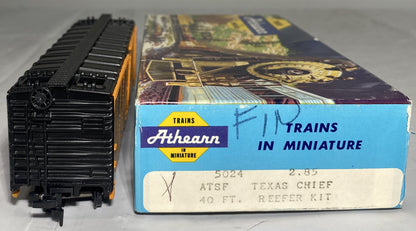 TRAINS
Athearn
IN MINIATURE
FIN
TRAINS
IN MINIATURE
5024 2.85
ATSF TEXAS CHIEF
40 FT. REEFER KIT